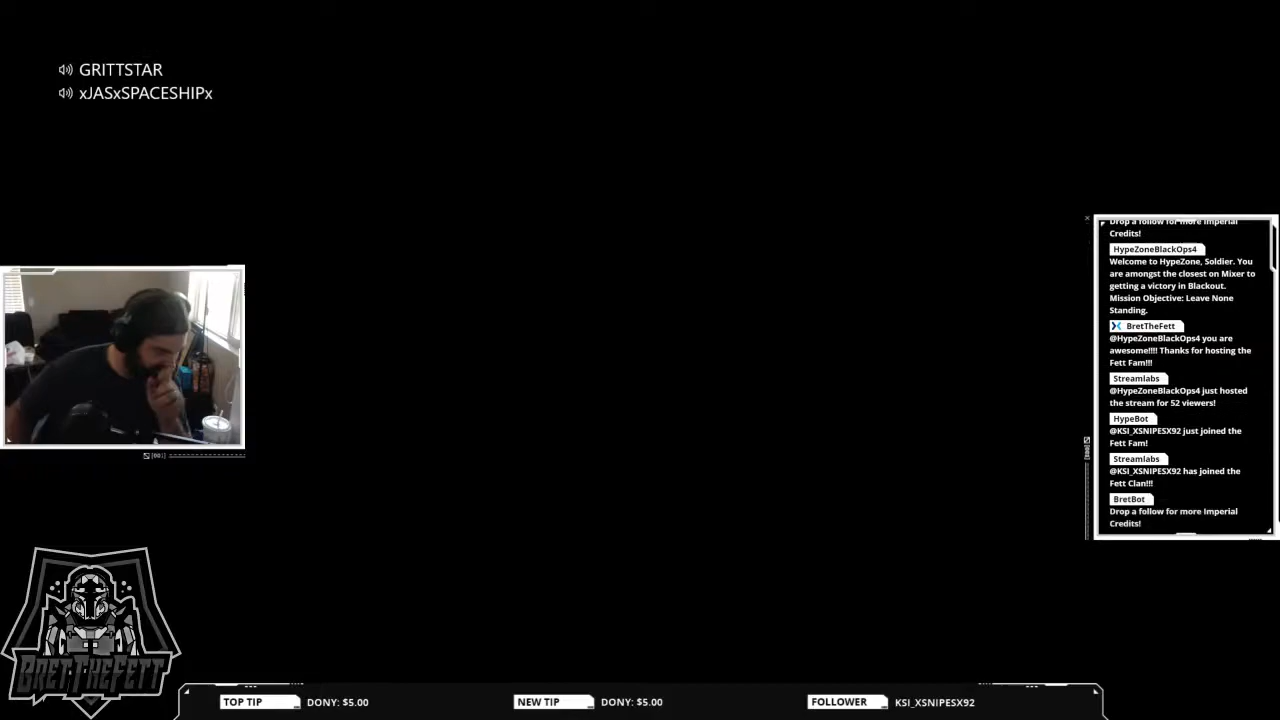 GRITTSTAR
xJASxSPACESHIPx
Drop a follow for more Imperial
Credits!
HypeZoneBlackOps4
Welcome to HypeZone, Soldier. You
are amongst the closest on Mixer to
getting a victory in Blackout.
Mission Objective: Leave None
Standing.
BretTheFett
@HypeZoneBlackOps4 you are
awesome!!!! Thanks for hosting the
Fett Fam!!!
Streamlabs
@HypeZoneBlackOps4 just hosted
the stream for 52 viewers!
HypeBot
@KSI_XSNIPESX92 just joined the
Fett Fam!
Streamlabs
@KSI_XSNIPESX92 has joined the
Fett Clan!!!
BretBot
Drop a follow for more Imperial
Credits!
BRETTHEFETT
TOP TIP DONY: $5.00 NEW TIP DONY: $5.00 FOLLOWER KSI_XSNIPESX92